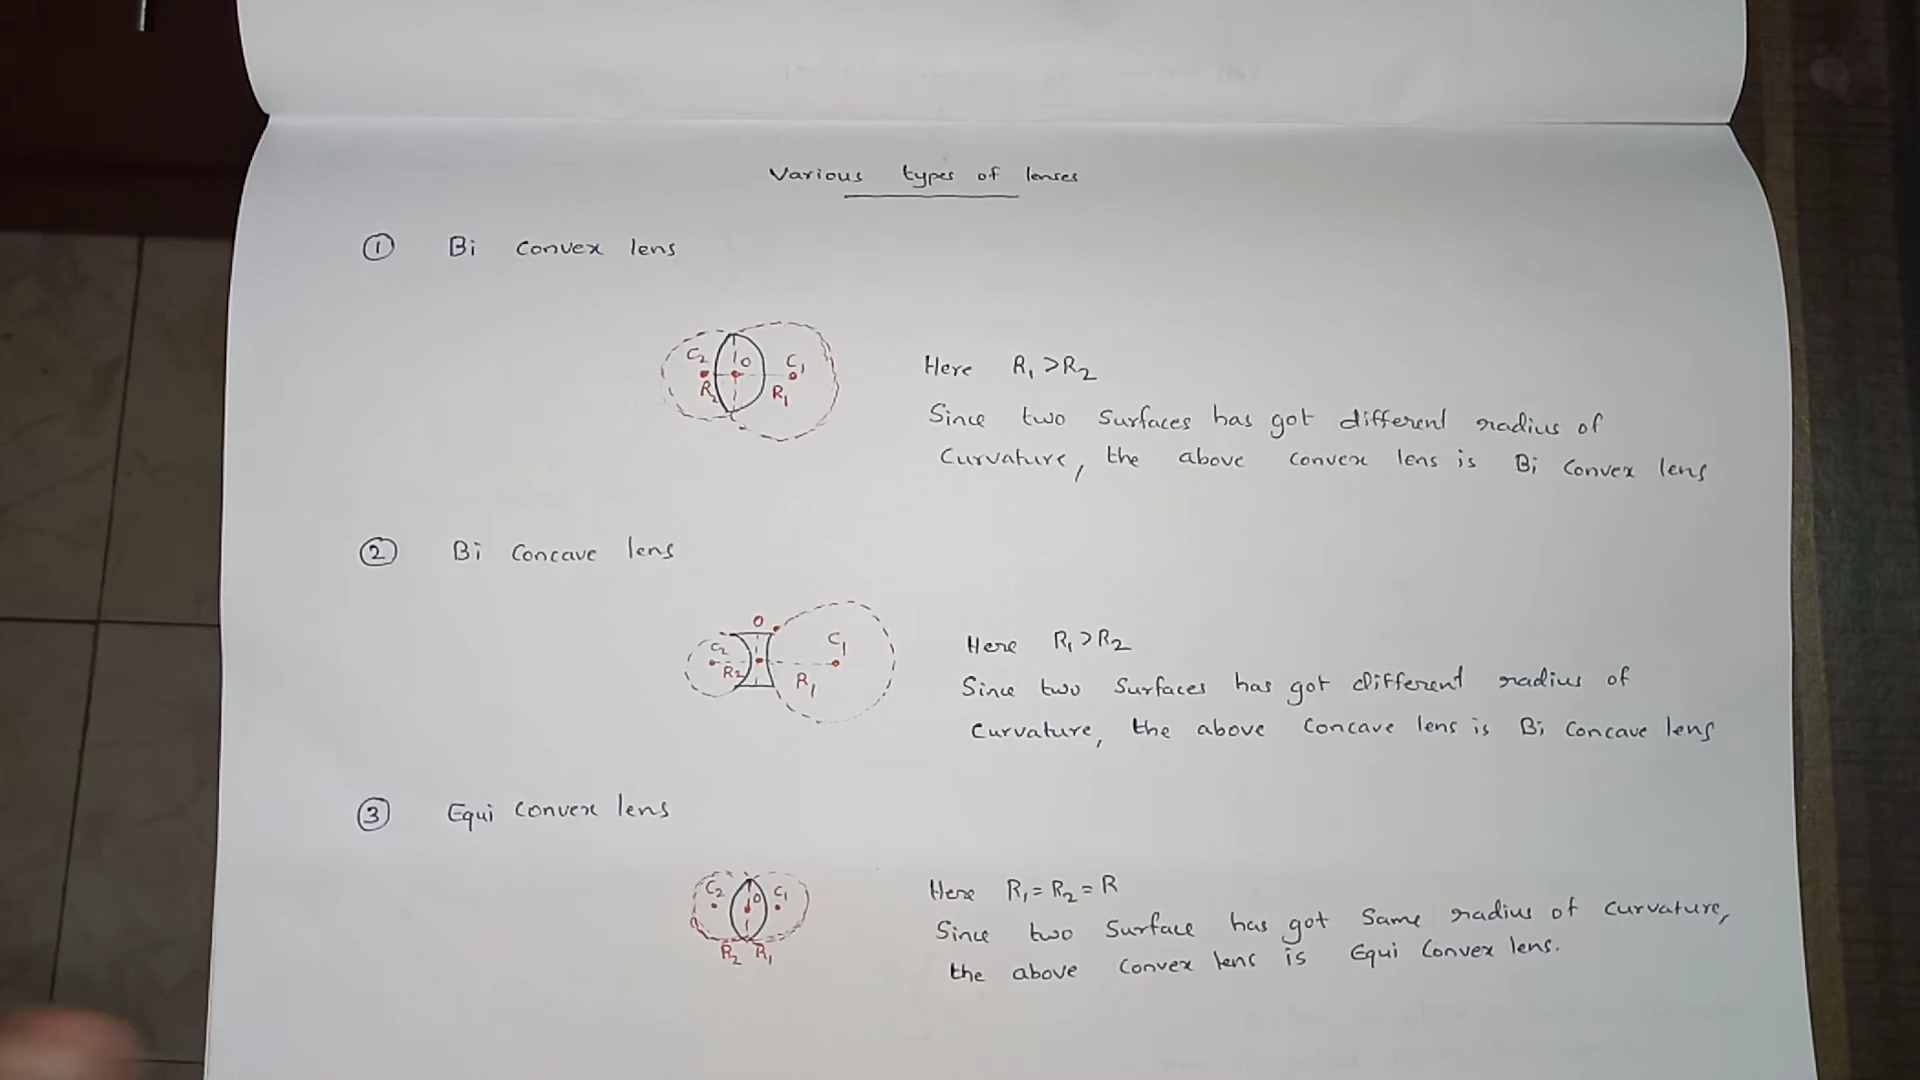 Various types of lenses
① Bi convex lens
C₂ O C₁
R₂ R₁
Here R₁ > R₂
Since two surfaces has got different radius of
curvature, the above convex lens is Bi convex lens
② Bi concave lens
O
C₂ C₁
R₂ R₁
Here R₁ > R₂
Since two surfaces has got different radius of
curvature, the above concave lens is Bi concave lens
③ Equi convex lens
C₂ O C₁
R₂ R₁
Here R₁ = R₂ = R
Since two surface has got same radius of curvature,
the above convex lens is Equi convex lens.